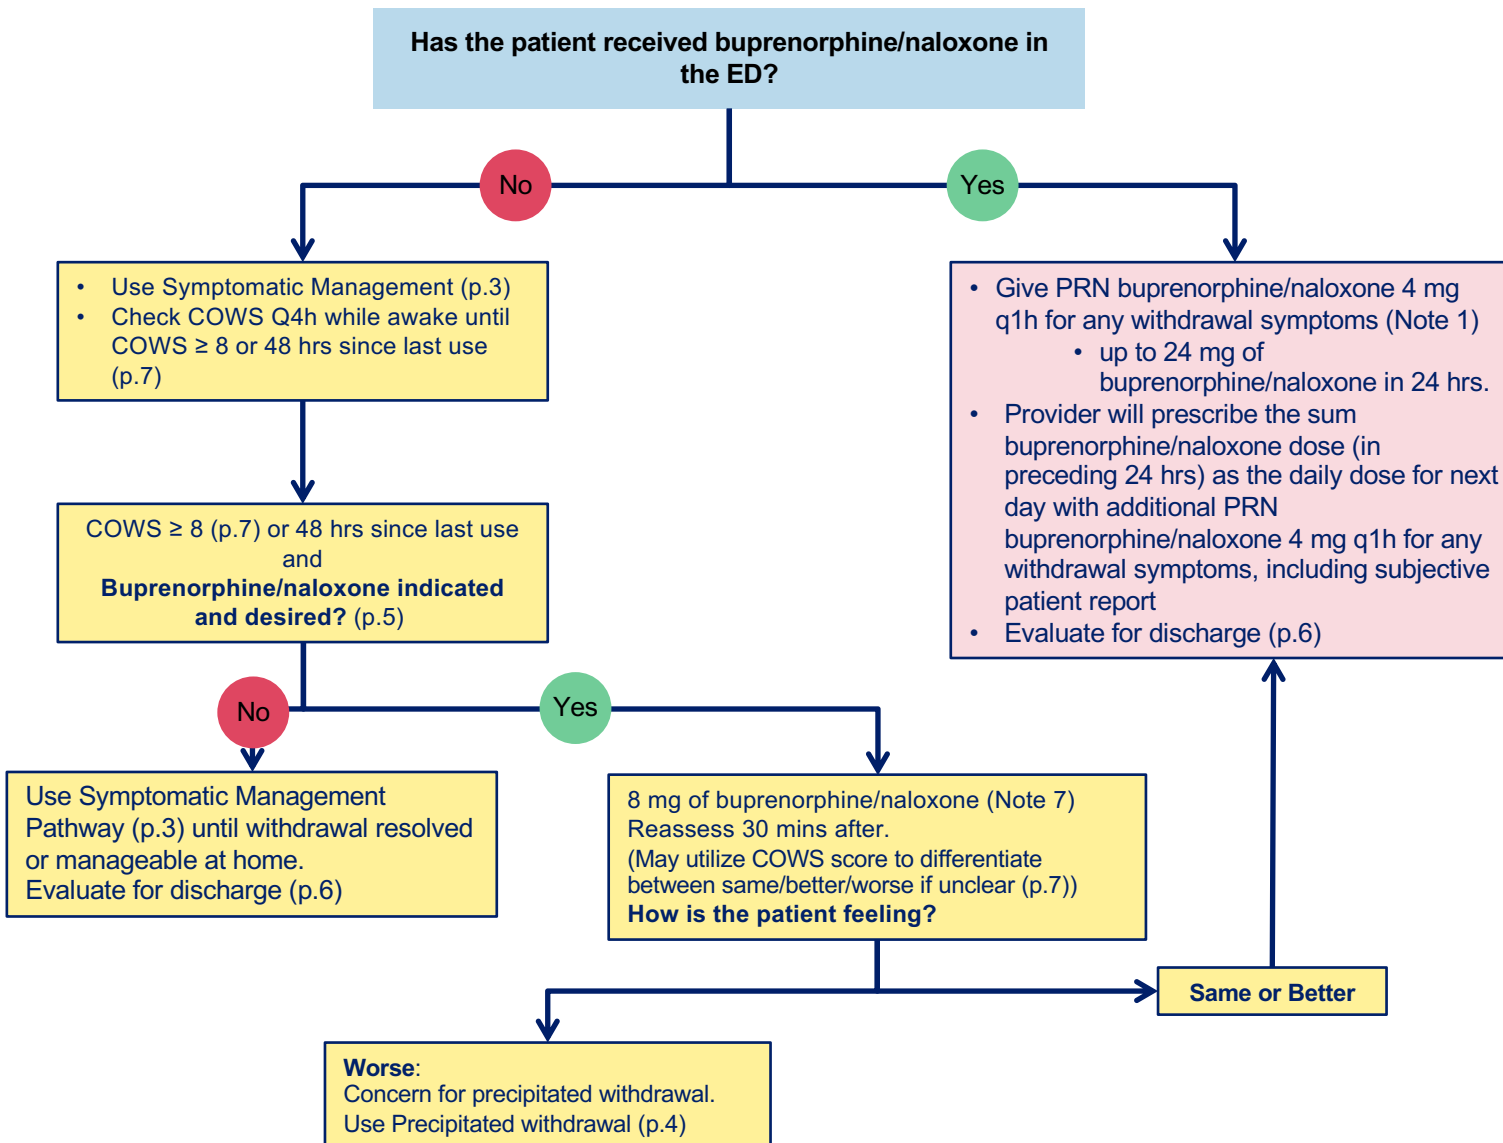 Has the patient received buprenorphine/naloxone in
the ED?
No
Yes
• Use Symptomatic Management (p.3)
• Check COWS Q4h while awake until
COWS ≥ 8 or 48 hrs since last use
(p.7)
• Give PRN buprenorphine/naloxone 4 mg
q1h for any withdrawal symptoms (Note 1)
• up to 24 mg of
buprenorphine/naloxone in 24 hrs.
• Provider will prescribe the sum
buprenorphine/naloxone dose (in
preceding 24 hrs) as the daily dose for next
day with additional PRN
buprenorphine/naloxone 4 mg q1h for any
withdrawal symptoms, including subjective
patient report
• Evaluate for discharge (p.6)
COWS ≥ 8 (p.7) or 48 hrs since last use
and
Buprenorphine/naloxone indicated
and desired? (p.5)
No
Yes
Use Symptomatic Management
Pathway (p.3) until withdrawal resolved
or manageable at home.
Evaluate for discharge (p.6)
8 mg of buprenorphine/naloxone (Note 7)
Reassess 30 mins after.
(May utilize COWS score to differentiate
between same/better/worse if unclear (p.7))
How is the patient feeling?
Same or Better
Worse:
Concern for precipitated withdrawal.
Use Precipitated withdrawal (p.4)